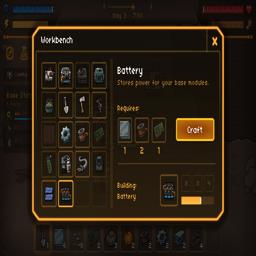 Workbench
X
Battery
Stores power for your base modules.
Requires:
Craft
1 2 1
Building:
Battery